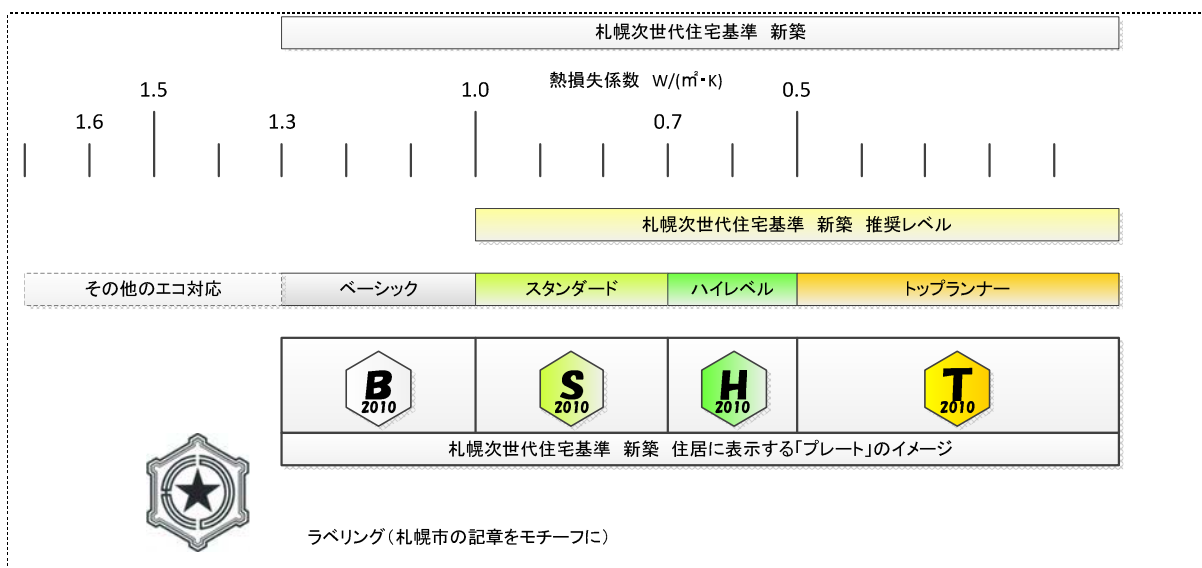 札幌次世代住宅基準 新築
熱損失係数 W/(㎡・K)
1.5 1.0 0.5
1.6 1.3 0.7
札幌次世代住宅基準 新築 推奨レベル
その他のエコ対応 ベーシック スタンダード ハイレベル トップランナー
B S H T
2010 2010 2010 2010
札幌次世代住宅基準 新築 住居に表示する「プレート」のイメージ
ラベリング(札幌市の記章をモチーフに)